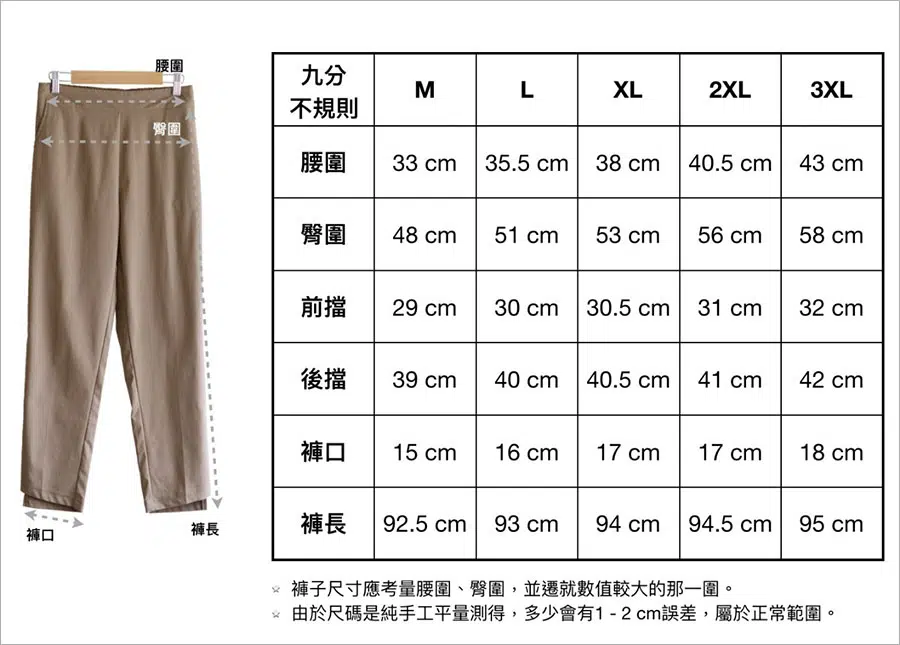 腰圍
臀圍
褲口
褲長
九分
不規則 M L XL 2XL 3XL
腰圍 33 cm 35.5 cm 38 cm 40.5 cm 43 cm
臀圍 48 cm 51 cm 53 cm 56 cm 58 cm
前擋 29 cm 30 cm 30.5 cm 31 cm 32 cm
後擋 39 cm 40 cm 40.5 cm 41 cm 42 cm
褲口 15 cm 16 cm 17 cm 17 cm 18 cm
褲長 92.5 cm 93 cm 94 cm 94.5 cm 95 cm
☆ 褲子尺寸應考量腰圍、臀圍，並遷就數值較大的那一圍。
☆ 由於尺碼是純手工平量測得，多少會有1 - 2 cm誤差，屬於正常範圍。